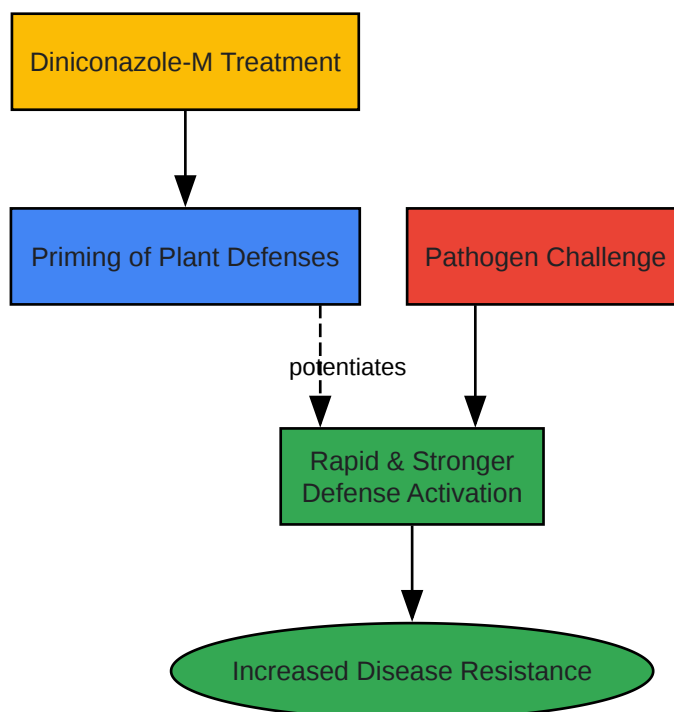 Diniconazole-M Treatment
Priming of Plant Defenses
Pathogen Challenge
potentiates
Rapid & Stronger
Defense Activation
Increased Disease Resistance